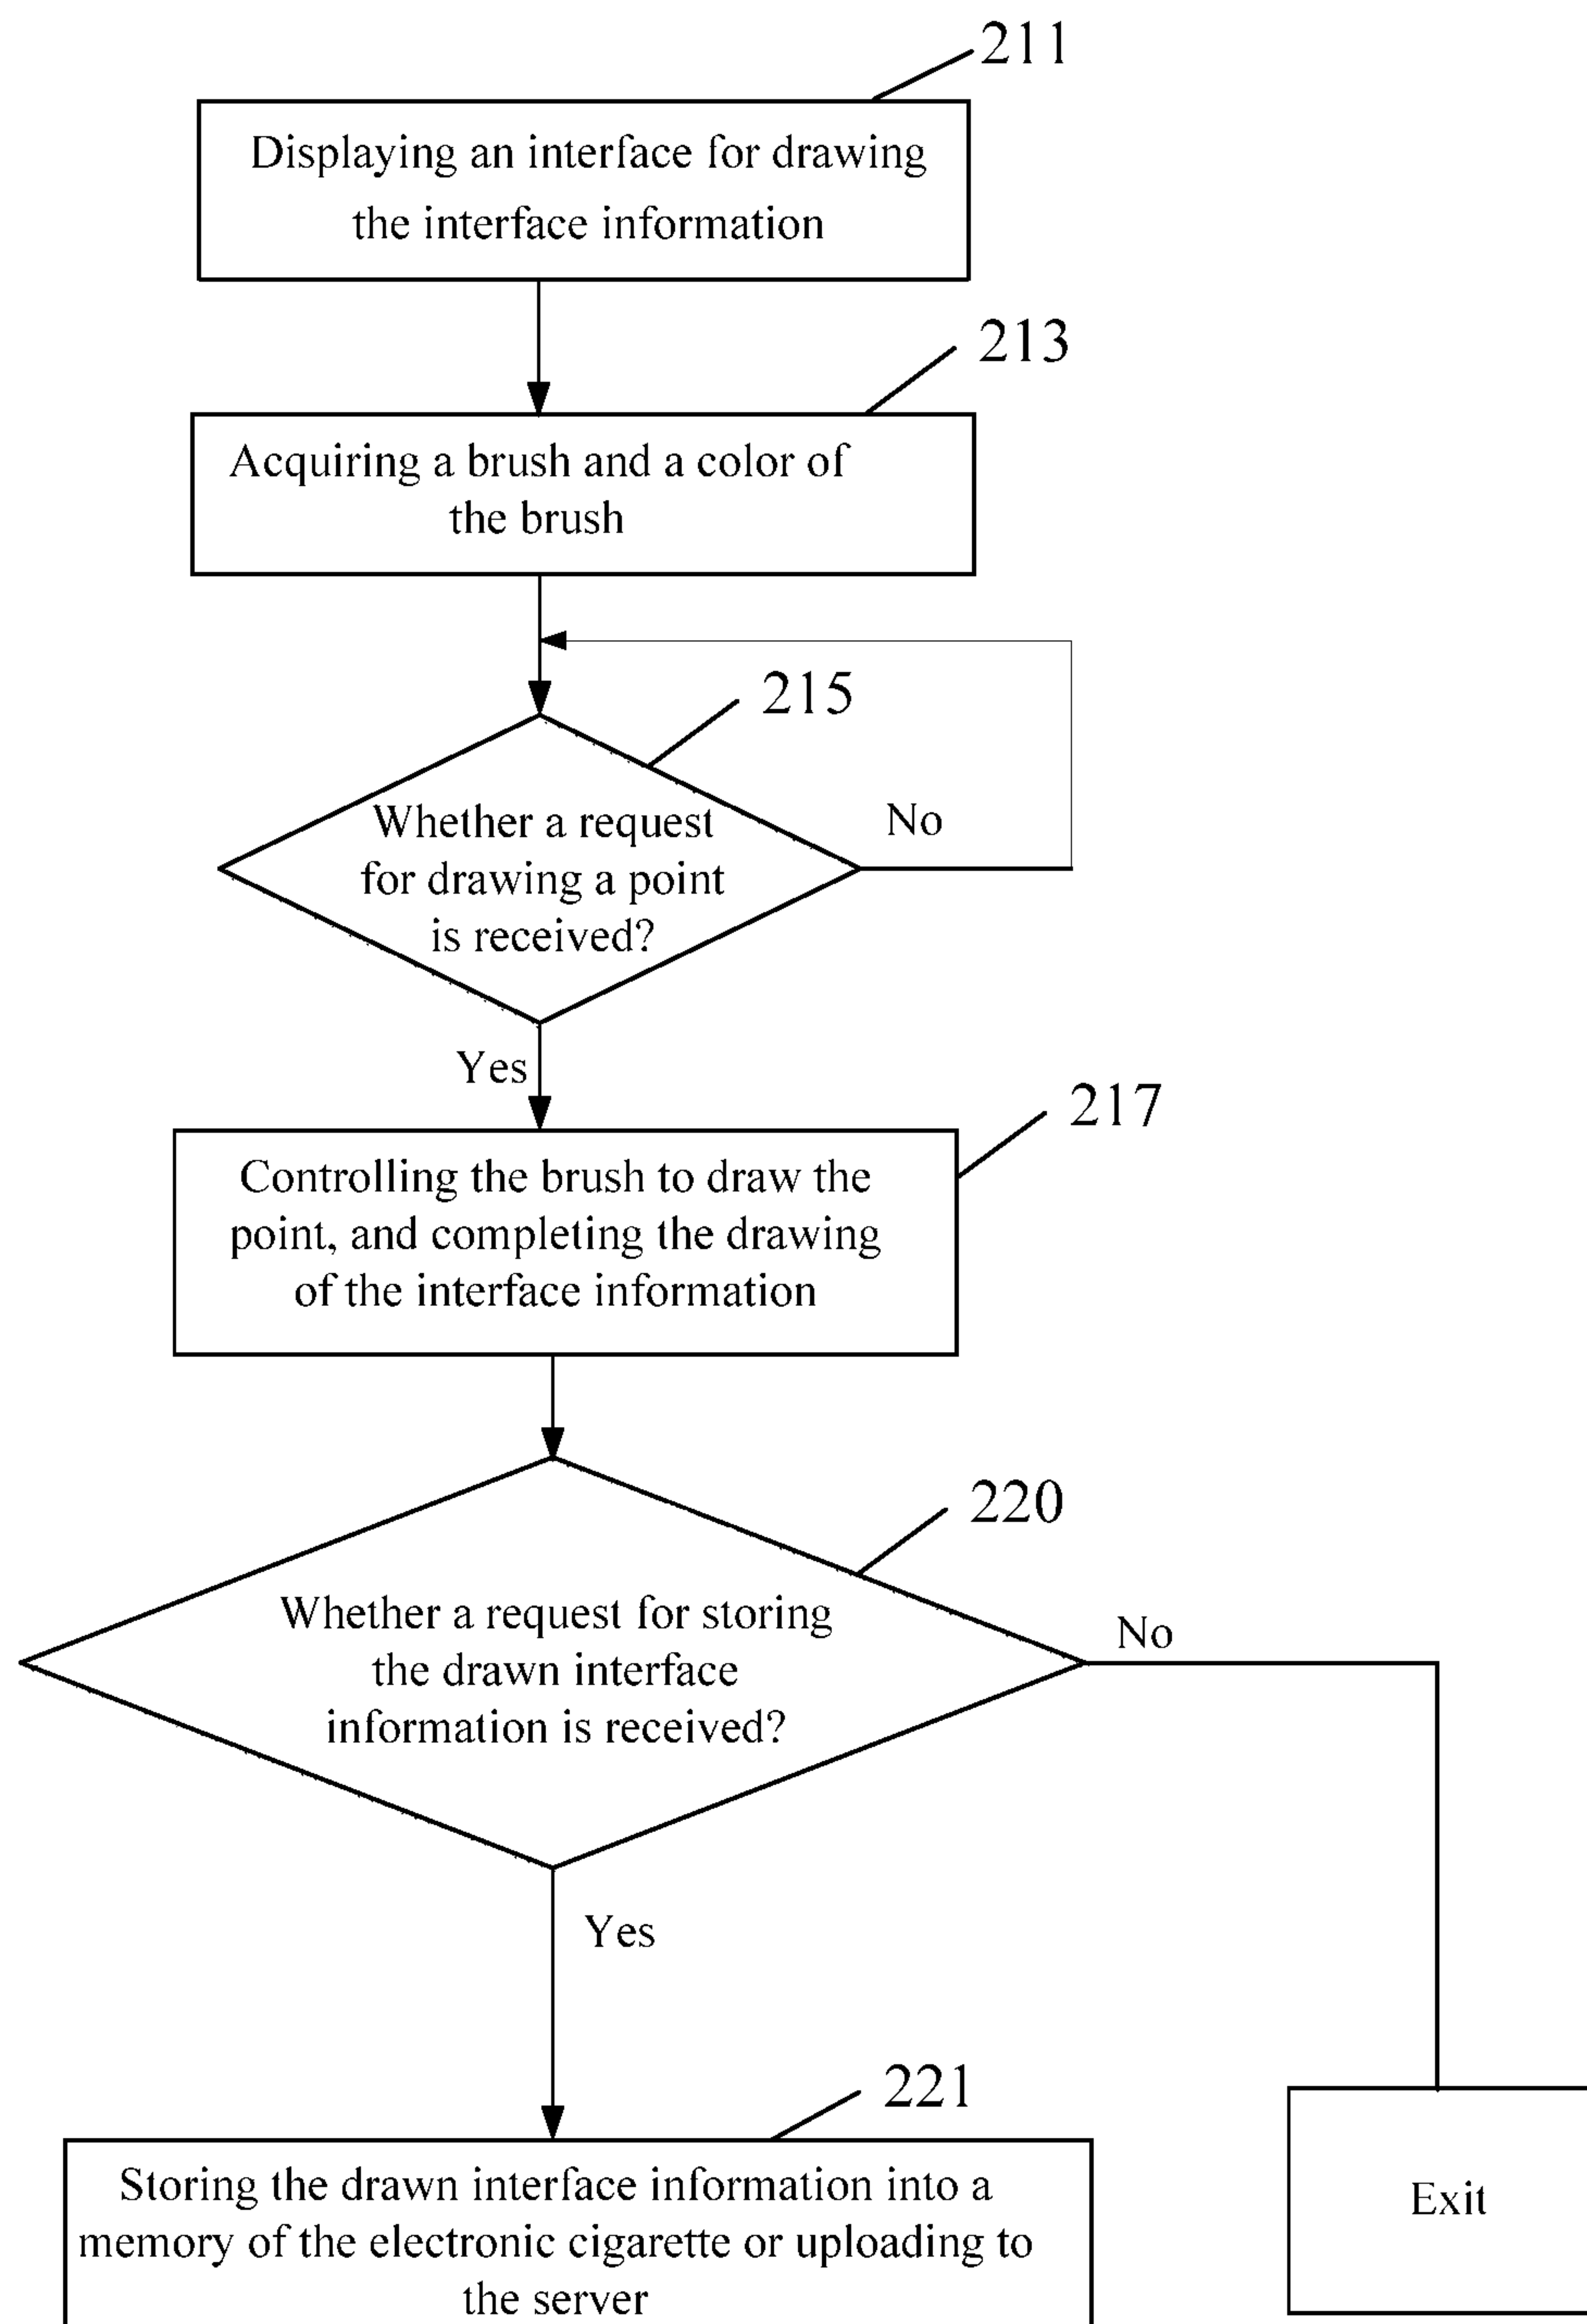 211
Displaying an interface for drawing
the interface information
213
Acquiring a brush and a color of
the brush
215
Whether a request
for drawing a point
is received?
No
Yes
217
Controlling the brush to draw the
point, and completing the drawing
of the interface information
220
Whether a request for storing
the drawn interface
information is received?
No
Yes
221
Storing the drawn interface information into a
memory of the electronic cigarette or uploading to
the server
Exit